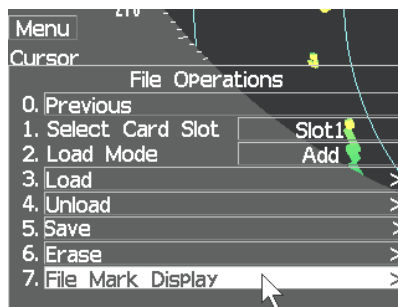 Menu
Cursor
File Operations
0. Previous
1. Select Card Slot Slot1
2. Load Mode Add
3. Load >
4. Unload >
5. Save >
6. Erase >
7. File Mark Display >